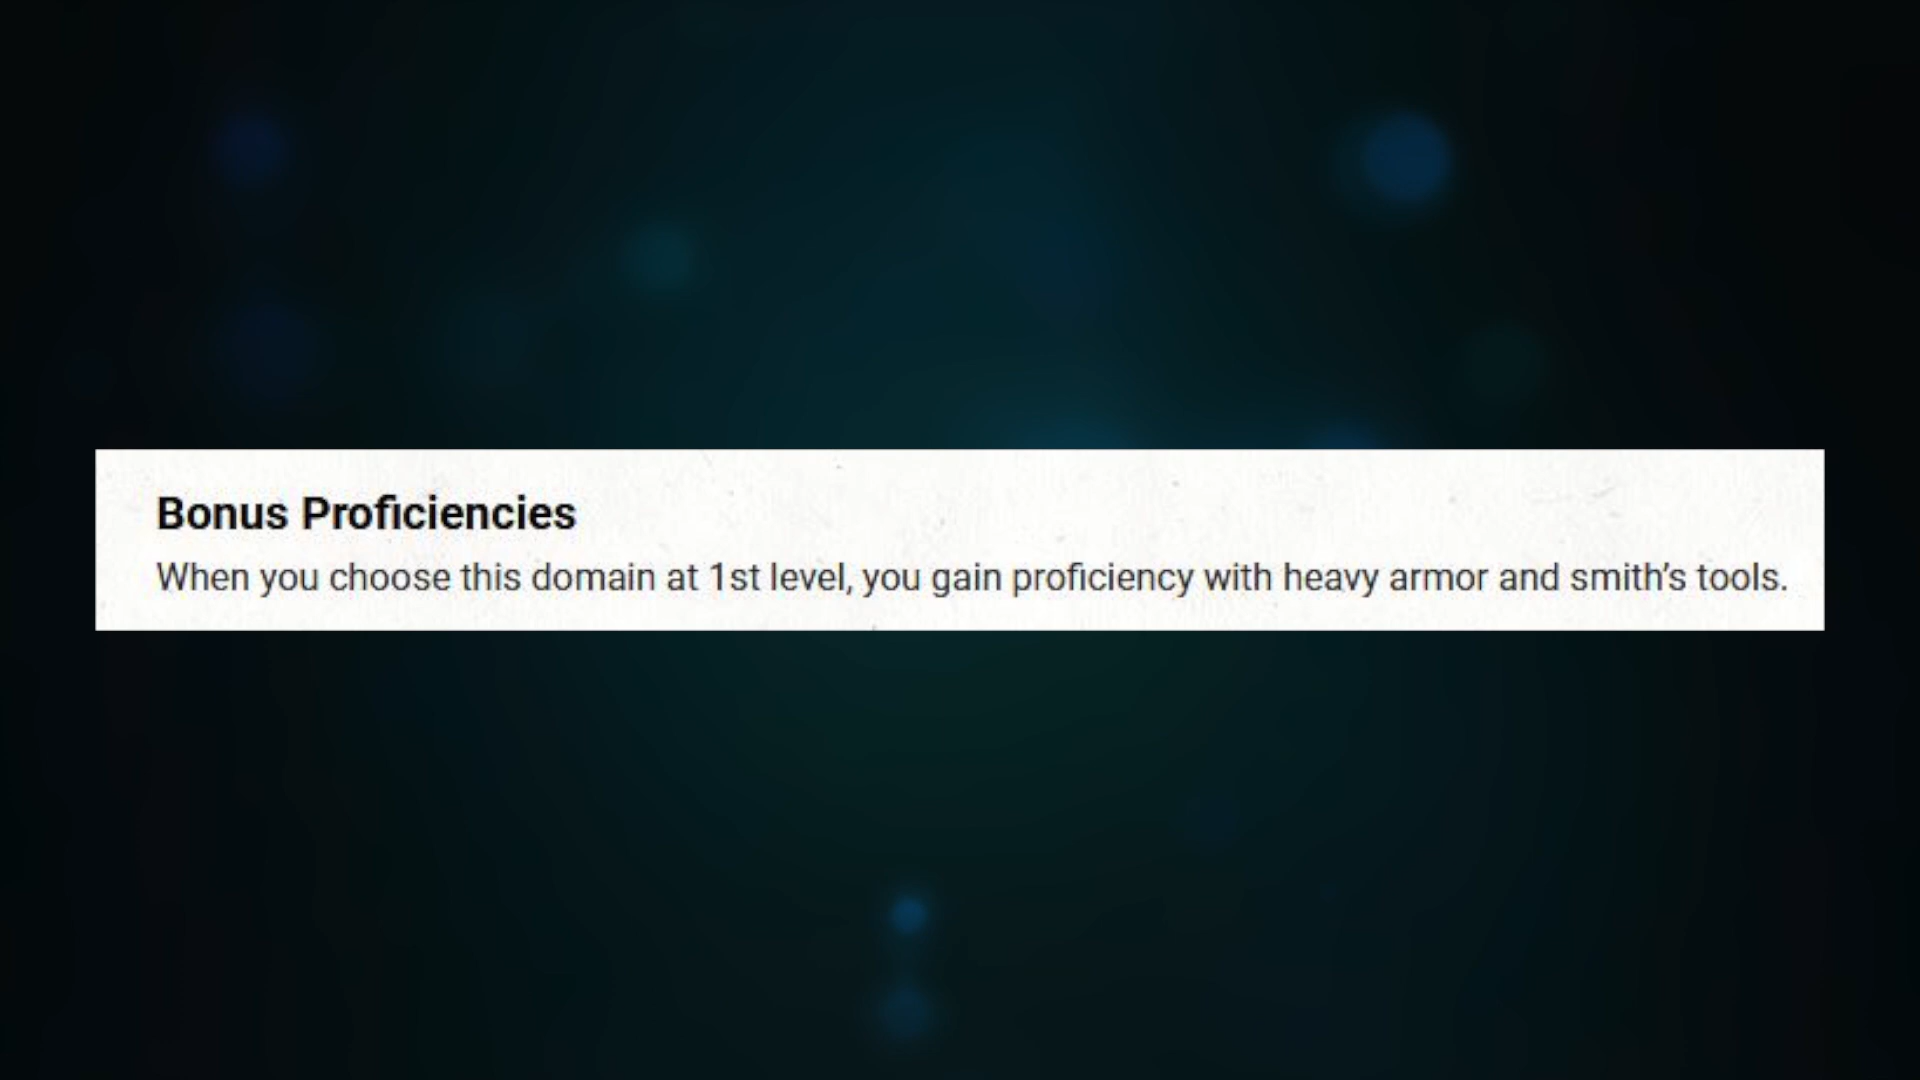 Bonus Proficiencies
When you choose this domain at 1st level, you gain proficiency with heavy armor and smith’s tools.